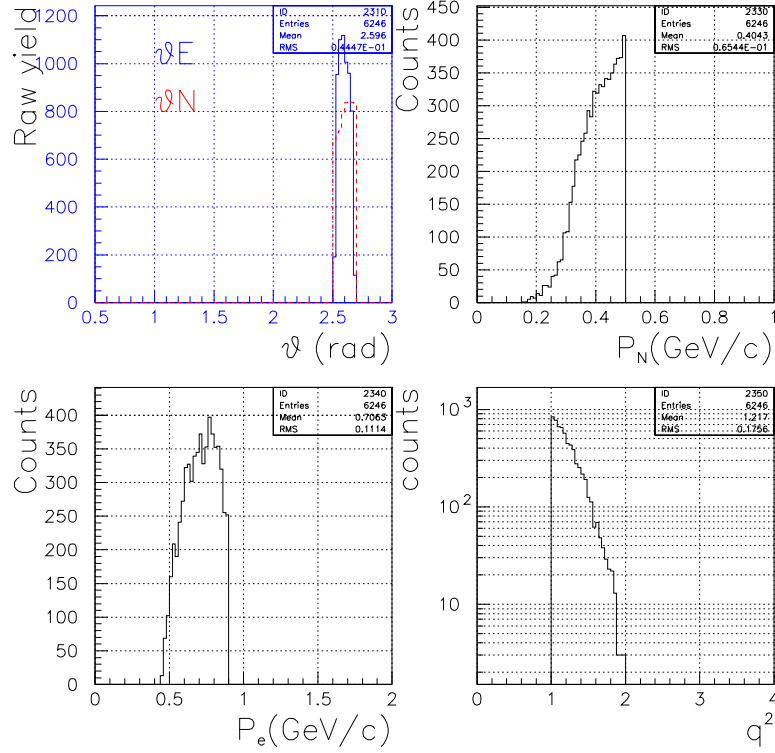 ID 2310
Entries 6246
Mean 2.596
RMS 0.4447E-01
ϑE
ϑN
Raw yield
1200
1000
800
600
400
200
0
0.5 1 1.5 2 2.5 3
ϑ (rad)
ID 2330
Entries 6246
Mean 0.4043
RMS 0.6544E-01
Counts
450
400
350
300
250
200
150
100
50
0
0 0.2 0.4 0.6 0.8 1
P_N(GeV/c)
ID 2340
Entries 6246
Mean 0.7063
RMS 0.1114
Counts
400
350
300
250
200
150
100
50
0
0 0.5 1 1.5 2
P_e(GeV/c)
ID 2350
Entries 6246
Mean 1.217
RMS 0.1756
counts
10³
10²
10
0 1 2 3 4
q²